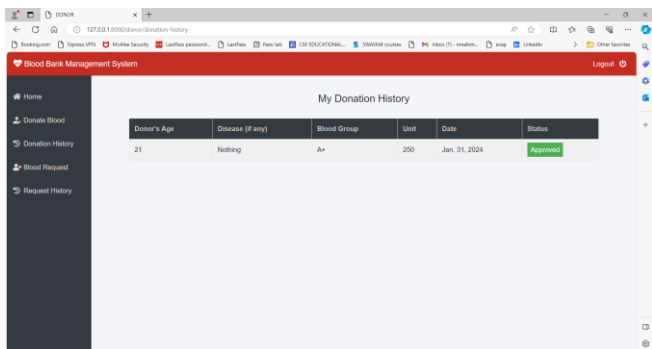 DONOR
127.0.0.1:8000/donor/donation-history
Booking.com Express VPN McAfee Security LastPass password... LastPass New tab CSE EDUCATIONAL... SWAYAM courses Inbox (7) ecap LinkedIn Other favorites
Blood Bank Management System Logout
Home
My Donation History
Donate Blood
Donor's Age Disease (if any) Blood Group Unit Date Status
Donation History
21 Nothing A+ 250 Jan. 31, 2024 Approved
Blood Request
Request History